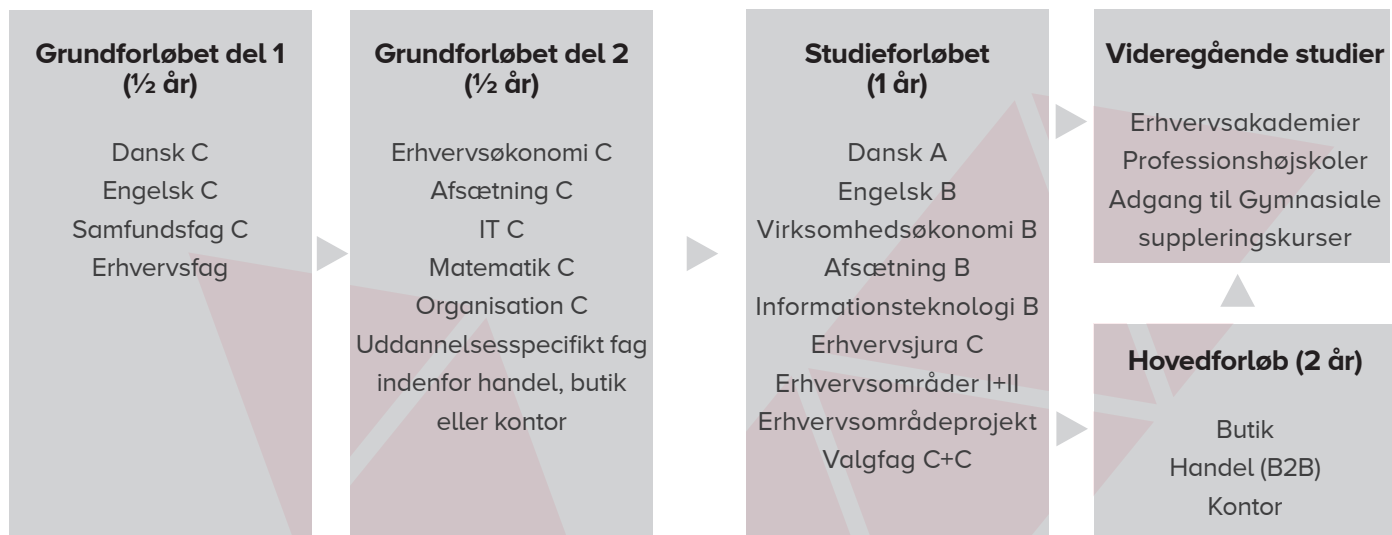 Grundforløbet del 1
(½ år)
Dansk C
Engelsk C
Samfundsfag C
Erhvervsfag
Grundforløbet del 2
(½ år)
Erhvervsøkonomi C
Afsætning C
IT C
Matematik C
Organisation C
Uddannelsesspecifikt fag
indenfor handel, butik
eller kontor
Studieforløbet
(1 år)
Dansk A
Engelsk B
Virksomhedsøkonomi B
Afsætning B
Informationsteknologi B
Erhvervsjura C
Erhvervsområder I+II
Erhvervsområdeprojekt
Valgfag C+C
Videregående studier
Erhvervsakademier
Professionshøjskoler
Adgang til Gymnasiale
suppleringskurser
Hovedforløb (2 år)
Butik
Handel (B2B)
Kontor